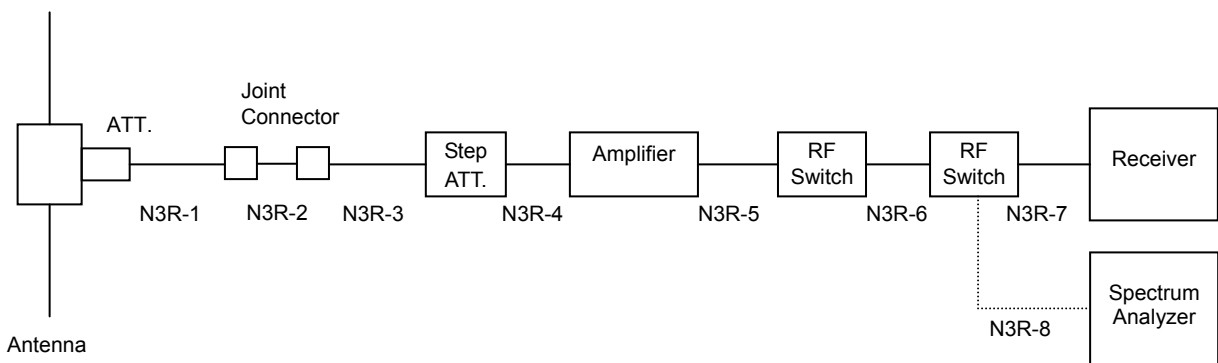 Joint
Connector
ATT.
Step
ATT.
Amplifier
RF
Switch
RF
Switch
Receiver
N3R-1
N3R-2
N3R-3
N3R-4
N3R-5
N3R-6
N3R-7
Spectrum
Analyzer
N3R-8
Antenna